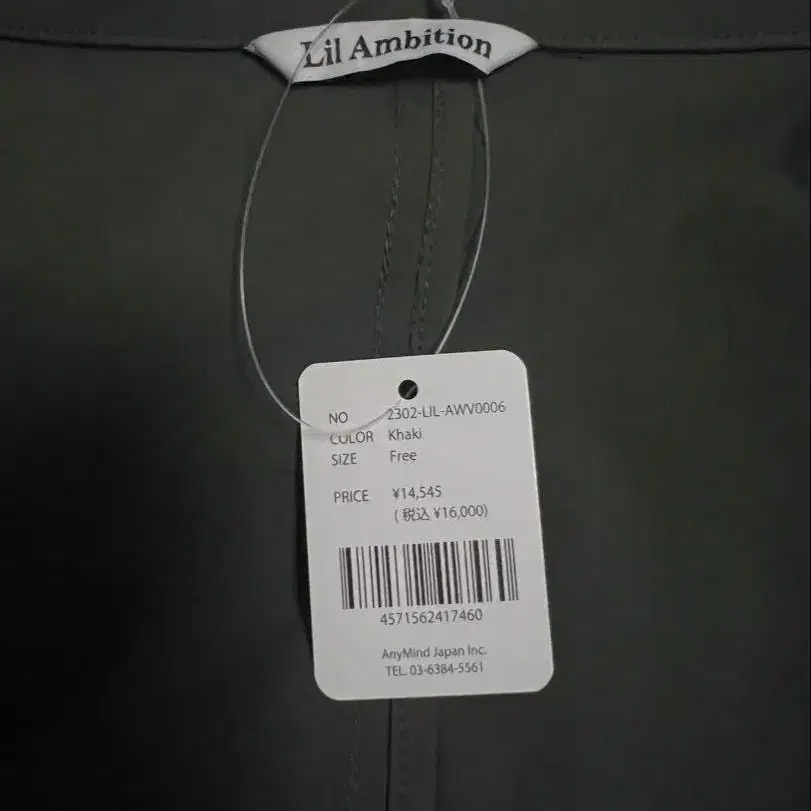 Lil Ambition
NO 2302-LIL-AWV0006
COLOR Khaki
SIZE Free
PRICE ¥14,545
(税込 ¥16,000)
4571562417460
AnyMind Japan Inc.
TEL. 03-6384-5561